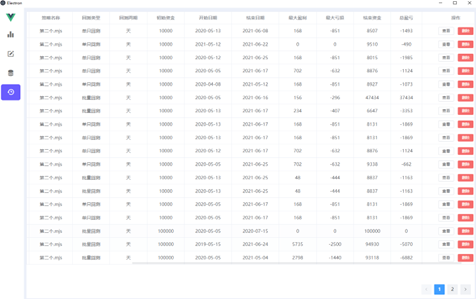 Electron
策略名称 回测类型 回测周期 初始资金 开始日期 结束日期 最大盈利 最大亏损 结束资金 总盈亏 操作
第二个.mjs 单只回测 天 10000 2020-05-13 2021-06-08 168 -851 8507 -1493 查看 删除
第二个.mjs 单只回测 天 10000 2021-05-12 2021-06-22 0 0 9510 -490 查看 删除
第二个.mjs 单只回测 天 10000 2020-05-12 2021-06-25 168 -851 8015 -1985 查看 删除
第二个.mjs 单只回测 天 10000 2020-05-05 2021-06-17 702 -632 8876 -1124 查看 删除
第二个.mjs 单只回测 天 10000 2020-04-08 2021-05-12 168 -851 8927 -1073 查看 删除
第二个.mjs 批量回测 天 10000 2020-05-16 2021-06-16 156 -296 47434 37434 查看 删除
第二个.mjs 批量回测 天 10000 2020-05-13 2021-06-17 234 -407 6647 -3353 查看 删除
第二个.mjs 单只回测 天 10000 2020-05-13 2021-06-17 168 -851 8131 -1869 查看 删除
第二个.mjs 单只回测 天 10000 2020-05-13 2021-06-17 168 -851 8131 -1869 查看 删除
第二个.mjs 单只回测 天 10000 2020-05-12 2021-06-17 702 -632 8876 -1124 查看 删除
第二个.mjs 单只回测 天 10000 2020-05-05 2021-06-25 702 -632 9338 -662 查看 删除
第二个.mjs 批量回测 天 10000 2020-05-13 2021-06-25 48 -444 8837 -1163 查看 删除
第二个.mjs 批量回测 天 10000 2020-05-13 2021-06-25 48 -444 8837 -1163 查看 删除
第二个.mjs 单只回测 天 10000 2020-05-05 2021-06-17 168 -851 8131 -1869 查看 删除
第二个.mjs 单只回测 天 10000 2020-05-05 2021-06-17 168 -851 8131 -1869 查看 删除
第二个.mjs 批量回测 天 100000 2020-05-05 2020-07-15 0 0 100000 0 查看 删除
第二个.mjs 单只回测 天 100000 2019-05-15 2021-06-24 5735 -2500 94930 -5070 查看 删除
第二个.mjs 单只回测 天 100000 2020-05-05 2021-05-04 2798 -1440 93118 -6882 查看 删除
1 2